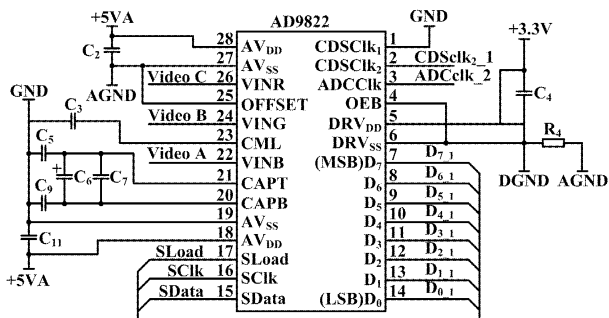 AD9822
+5VA
C2
AGND
GND
C3
C5
C6
+
C7
C9
C11
+5VA
28 AVDD
27 AVSS
Video C 26 VINR
25 OFFSET
Video B 24 VING
23 CML
Video A 22 VINB
21 CAPT
20 CAPB
19 AVSS
18 AVDD
SLoad 17 SLoad
SClk 16 SClk
SData 15 SData
GND
CDSClk1 1
CDSClk2 2 CDSclk2_1
ADCClk 3 ADCclk_2
OEB 4
DRVDD 5
DRVSS 6
(MSB)D7 7 D7_1
D6 8 D6_1
D5 9 D5_1
D4 10 D4_1
D3 11 D3_1
D2 12 D2_1
D1 13 D1_1
(LSB)D0 14 D0_1
+3.3V
C4
R4
DGND
AGND